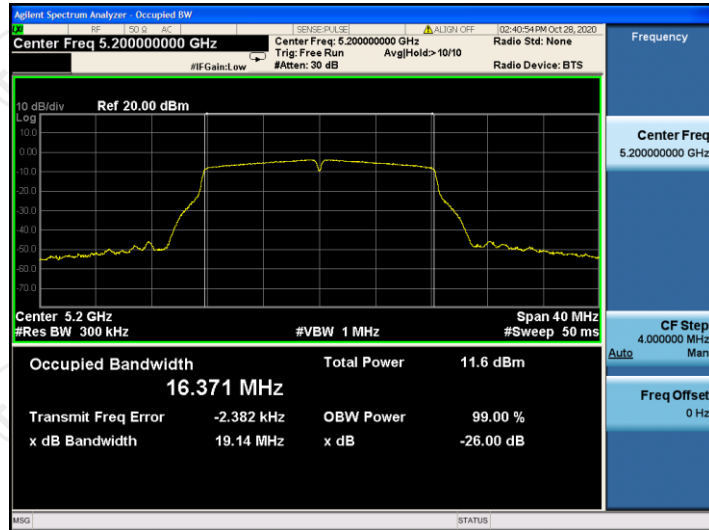 Agilent Spectrum Analyzer - Occupied BW
RF 50 Ω AC SENSE:PULSE ALIGN OFF 02:40:54PM Oct 28, 2020
Center Freq 5.200000000 GHz
Center Freq: 5.200000000 GHz
Radio Std: None
Trig: Free Run Avg|Hold:>10/10
#IFGain:Low #Atten: 30 dB
Radio Device: BTS
10 dB/div Ref 20.00 dBm
Log
10.0
0.00
-10.0
-20.0
-30.0
-40.0
-50.0
-60.0
-70.0
Center 5.2 GHz Span 40 MHz
#Res BW 300 kHz #VBW 1 MHz #Sweep 50 ms
Occupied Bandwidth Total Power 11.6 dBm
16.371 MHz
Transmit Freq Error -2.382 kHz OBW Power 99.00 %
x dB Bandwidth 19.14 MHz x dB -26.00 dB
MSG STATUS
Frequency
Center Freq
5.200000000 GHz
CF Step
4.000000 MHz
Auto Man
Freq Offset
0 Hz